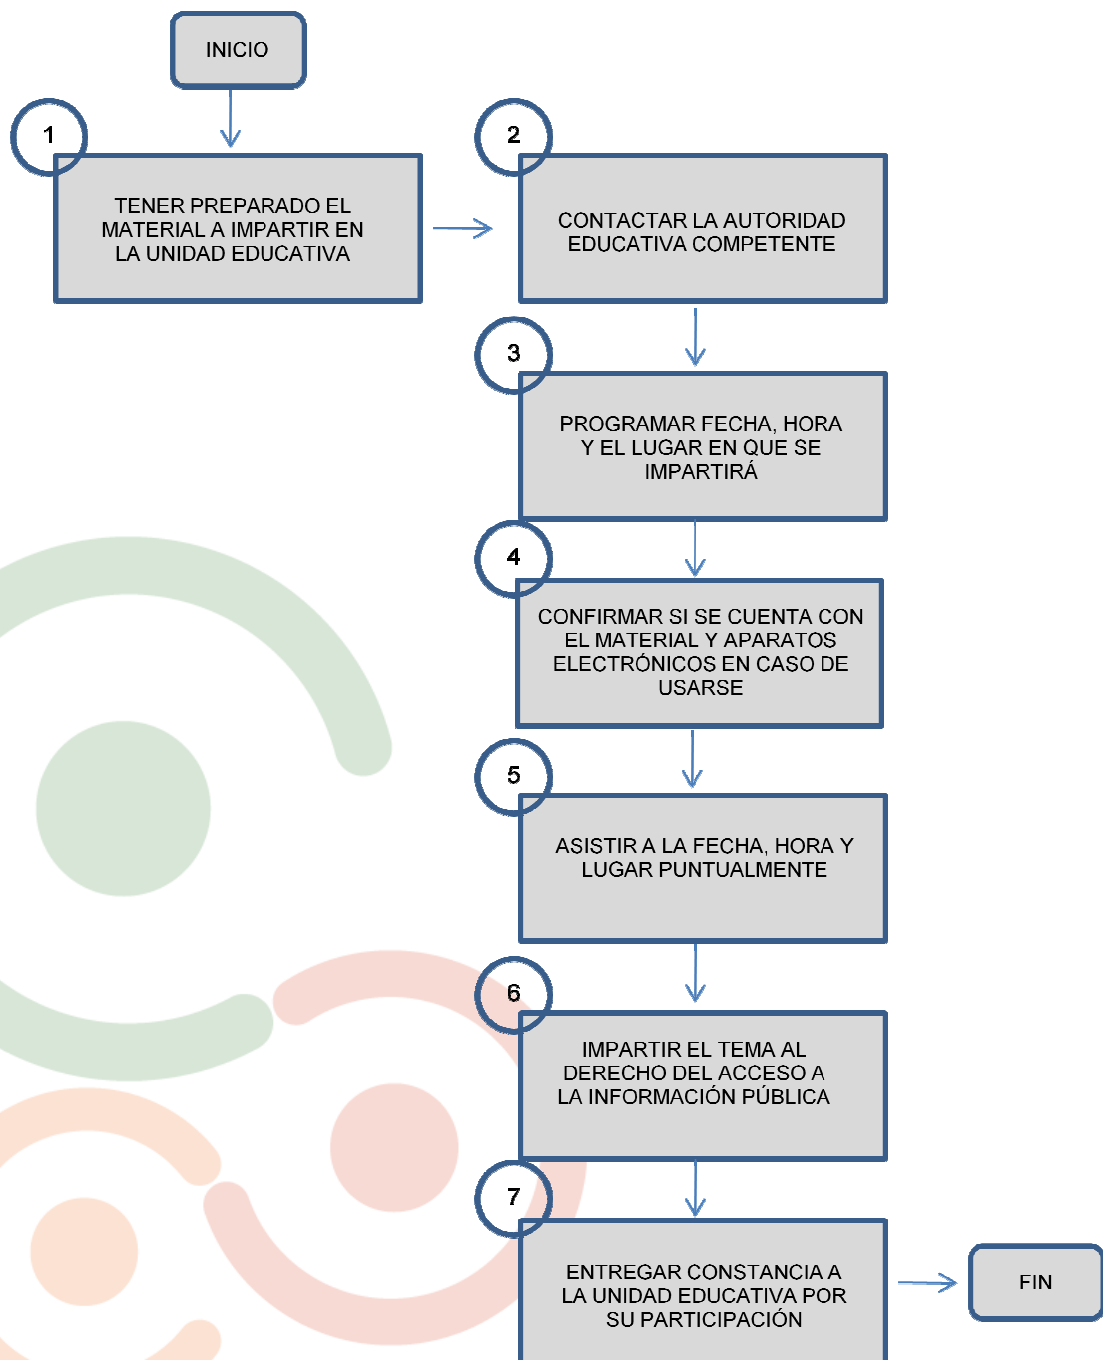 INICIO
1
TENER PREPARADO EL
MATERIAL A IMPARTIR EN
LA UNIDAD EDUCATIVA
2
CONTACTAR LA AUTORIDAD
EDUCATIVA COMPETENTE
3
PROGRAMAR FECHA, HORA
Y EL LUGAR EN QUE SE
IMPARTIRÁ
4
CONFIRMAR SI SE CUENTA CON
EL MATERIAL Y APARATOS
ELECTRÓNICOS EN CASO DE
USARSE
5
ASISTIR A LA FECHA, HORA Y
LUGAR PUNTUALMENTE
6
IMPARTIR EL TEMA AL
DERECHO DEL ACCESO A
LA INFORMACIÓN PÚBLICA
7
ENTREGAR CONSTANCIA A
LA UNIDAD EDUCATIVA POR
SU PARTICIPACIÓN
FIN